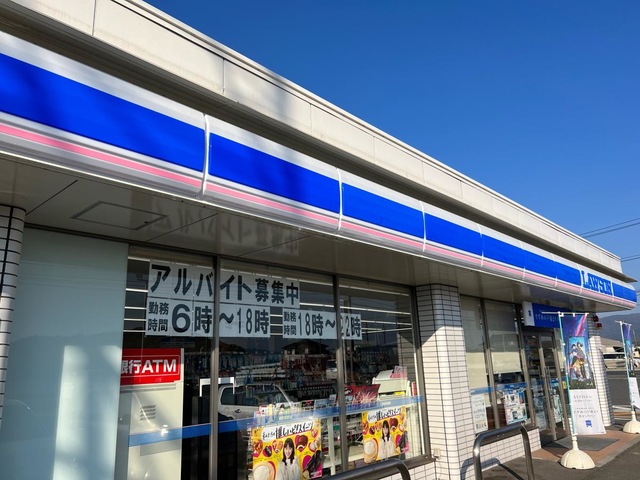 LAWSON
アルバイト募集中
勤務時間 6時~18時 勤務時間 18時~22時
銀行ATM